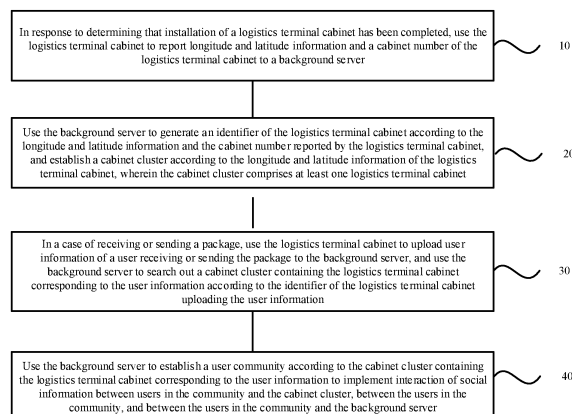 In response to determining that installation of a logistics terminal cabinet has been completed, use the
logistics terminal cabinet to report longitude and latitude information and a cabinet number of the
logistics terminal cabinet to a background server
10
Use the background server to generate an identifier of the logistics terminal cabinet according to the
longitude and latitude information and the cabinet number reported by the logistics terminal cabinet,
and establish a cabinet cluster according to the longitude and latitude information of the logistics
terminal cabinet, wherein the cabinet cluster comprises at least one logistics terminal cabinet
20
In a case of receiving or sending a package, use the logistics terminal cabinet to upload user
information of a user receiving or sending the package to the background server, and use the
background server to search out a cabinet cluster containing the logistics terminal cabinet
corresponding to the user information according to the identifier of the logistics terminal cabinet
uploading the user information
30
Use the background server to establish a user community according to the cabinet cluster containing
the logistics terminal cabinet corresponding to the user information to implement interaction of social
information between users in the community and the cabinet cluster, between the users in the
community, and between the users in the community and the background server
40